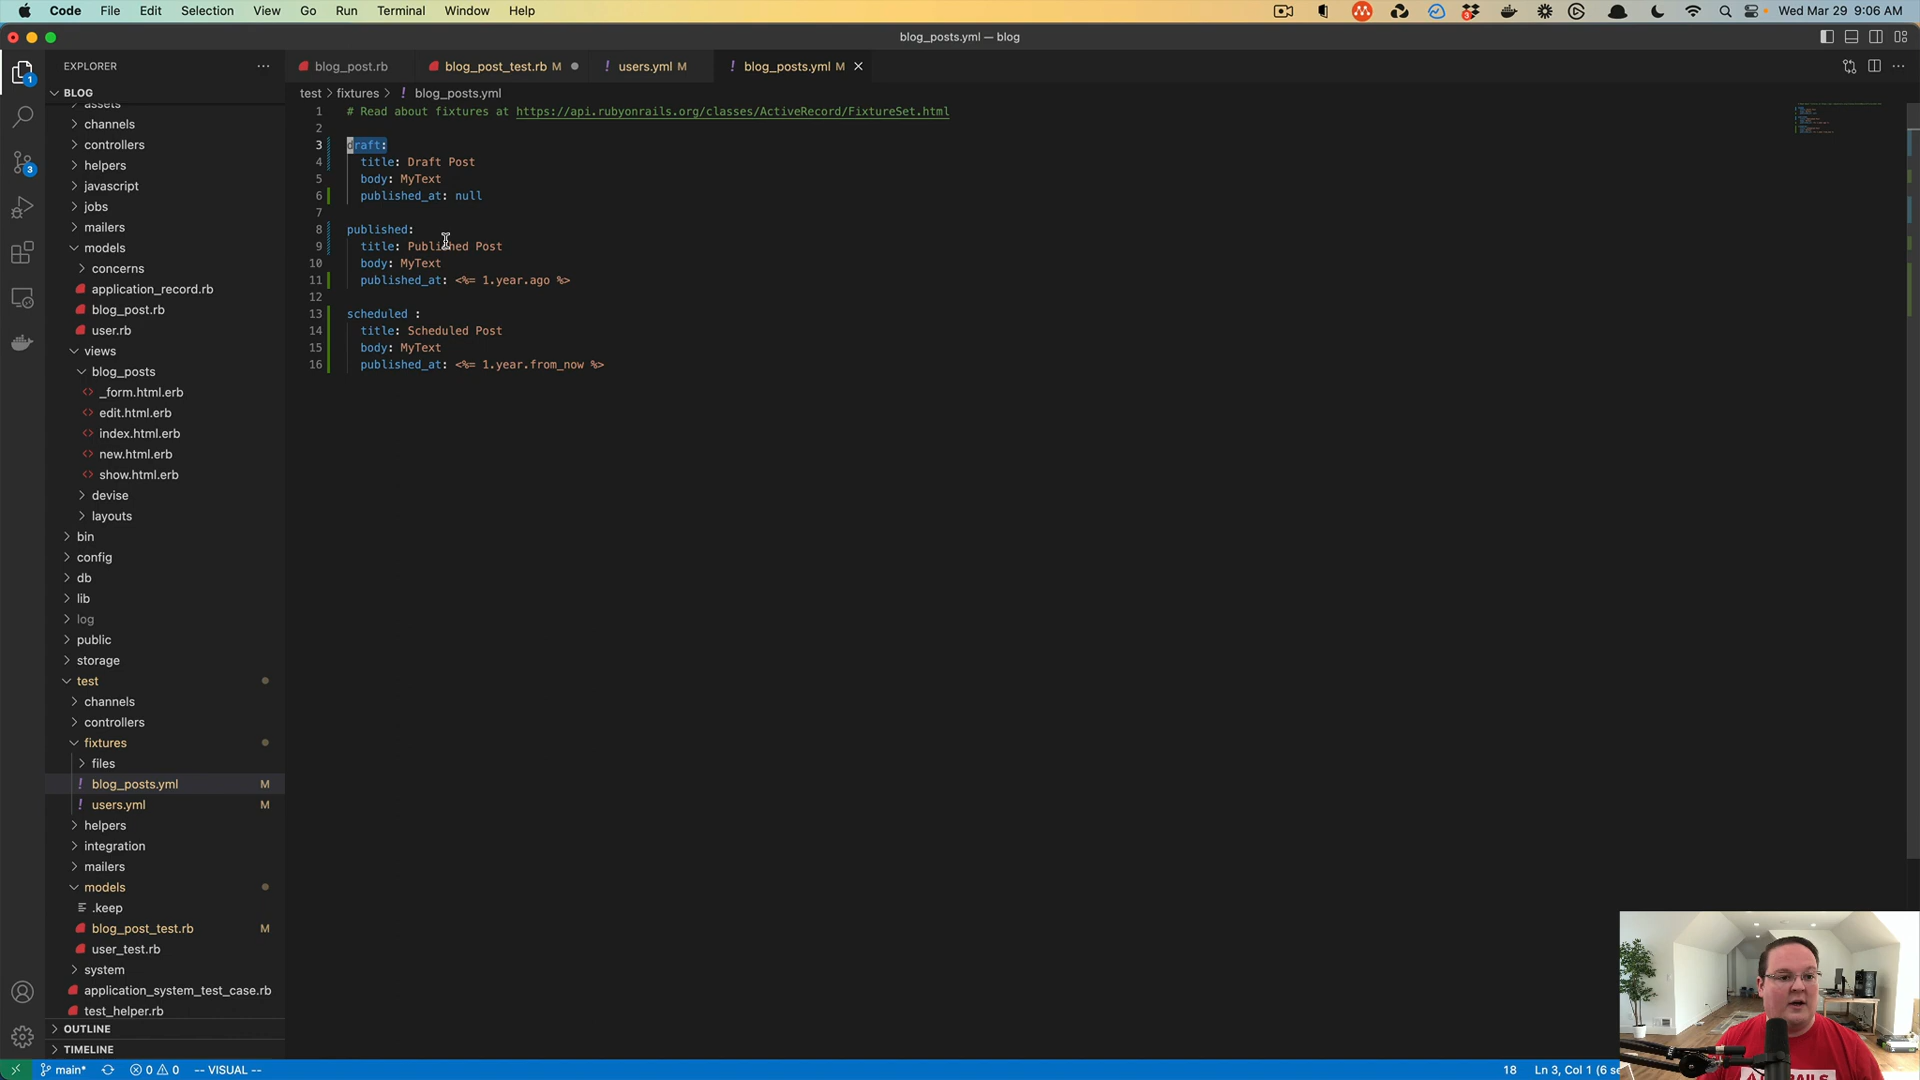 Code File Edit Selection View Go Run Terminal Window Help
3
Wed Mar 29 9:06 AM
blog_posts.yml — blog
EXPLORER
blog_post.rb
blog_post_test.rb M
users.yml M
blog_posts.yml M
BLOG
assets
channels
controllers
helpers
javascript
jobs
mailers
models
concerns
application_record.rb
blog_post.rb
user.rb
views
blog_posts
_form.html.erb
edit.html.erb
index.html.erb
new.html.erb
show.html.erb
devise
layouts
bin
config
db
lib
log
public
storage
test
channels
controllers
fixtures
files
blog_posts.yml M
users.yml M
helpers
integration
mailers
models
.keep
blog_post_test.rb M
user_test.rb
system
application_system_test_case.rb
test_helper.rb
OUTLINE
TIMELINE
1
3
test > fixtures > ! blog_posts.yml
1 # Read about fixtures at https://api.rubyonrails.org/classes/ActiveRecord/FixtureSet.html
2
3 draft:
4 title: Draft Post
5 body: MyText
6 published_at: null
7
8 published:
9 title: Published Post
10 body: MyText
11 published_at: <%= 1.year.ago %>
12
13 scheduled :
14 title: Scheduled Post
15 body: MyText
16 published_at: <%= 1.year.from_now %>
main* 0 0 -- VISUAL --
18 Ln 3, Col 1 (6 se